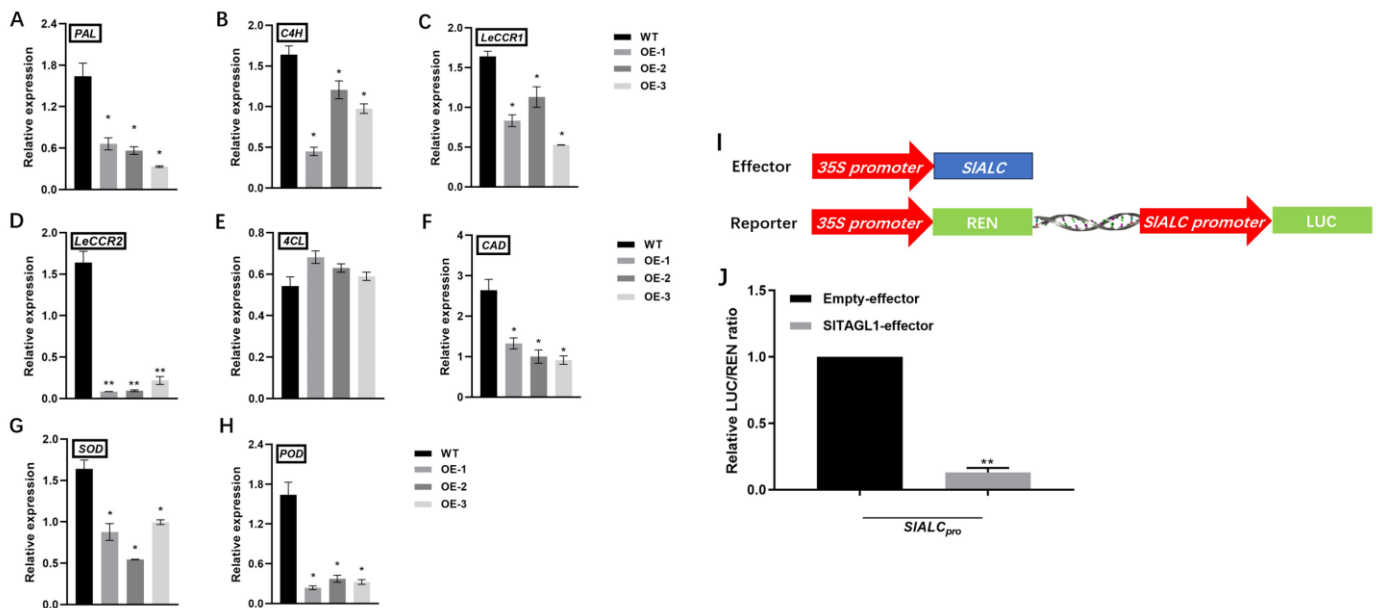 A
PAL
Relative expression
2.4
1.8
1.2
0.6
0.0
*
*
*
B
C4H
Relative expression
2.0
1.5
1.0
0.5
0.0
*
*
*
C
LeCCR1
Relative expression
2.0
1.5
1.0
0.5
0.0
*
*
*
WT
OE-1
OE-2
OE-3
D
LeCCR2
Relative expression
2.0
1.5
1.0
0.5
0.0
**
**
**
E
4CL
Relative expression
0.8
0.6
0.4
0.2
0.0
F
CAD
Relative expression
4
3
2
1
0
*
*
*
WT
OE-1
OE-2
OE-3
G
SOD
Relative expression
2.0
1.5
1.0
0.5
0.0
*
*
*
H
POD
Relative expression
2.4
1.8
1.2
0.6
0.0
*
*
*
WT
OE-1
OE-2
OE-3
I
Effector
35S promoter
SlALC
Reporter
35S promoter
REN
SlALC promoter
LUC
J
Relative LUC/REN ratio
1.5
1.0
0.5
0.0
Empty-effector
SlTAGL1-effector
**
SlALCpro